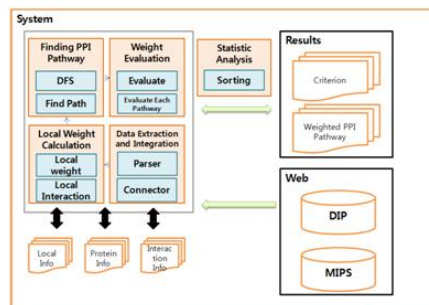 System
Finding PPI
Pathway
DFS
Find Path
Weight
Evaluation
Evaluate
Evaluate Each
Pathway
Statistic
Analysis
Sorting
Results
Criterion
Weighted PPI
Pathway
Local Weight
Calculation
Local
weight
Local
Interaction
Data Extraction
and Integration
Parser
Connector
Web
DIP
MIPS
Local
Info
Protein
Info
Interac
tion
Info